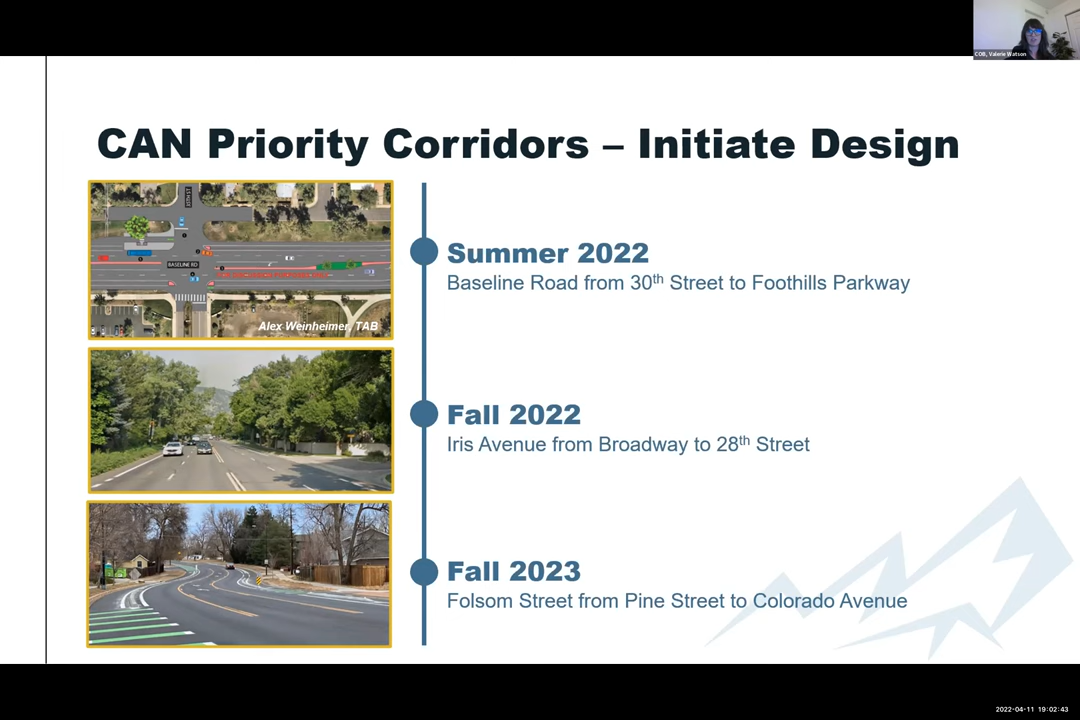 COB, Valerie Watson
CAN Priority Corridors – Initiate Design
BASELINE RD
Alex Weinheimer, TAB
Summer 2022
Baseline Road from 30th Street to Foothills Parkway
Fall 2022
Iris Avenue from Broadway to 28th Street
Fall 2023
Folsom Street from Pine Street to Colorado Avenue
2022-04-11 19:02:43